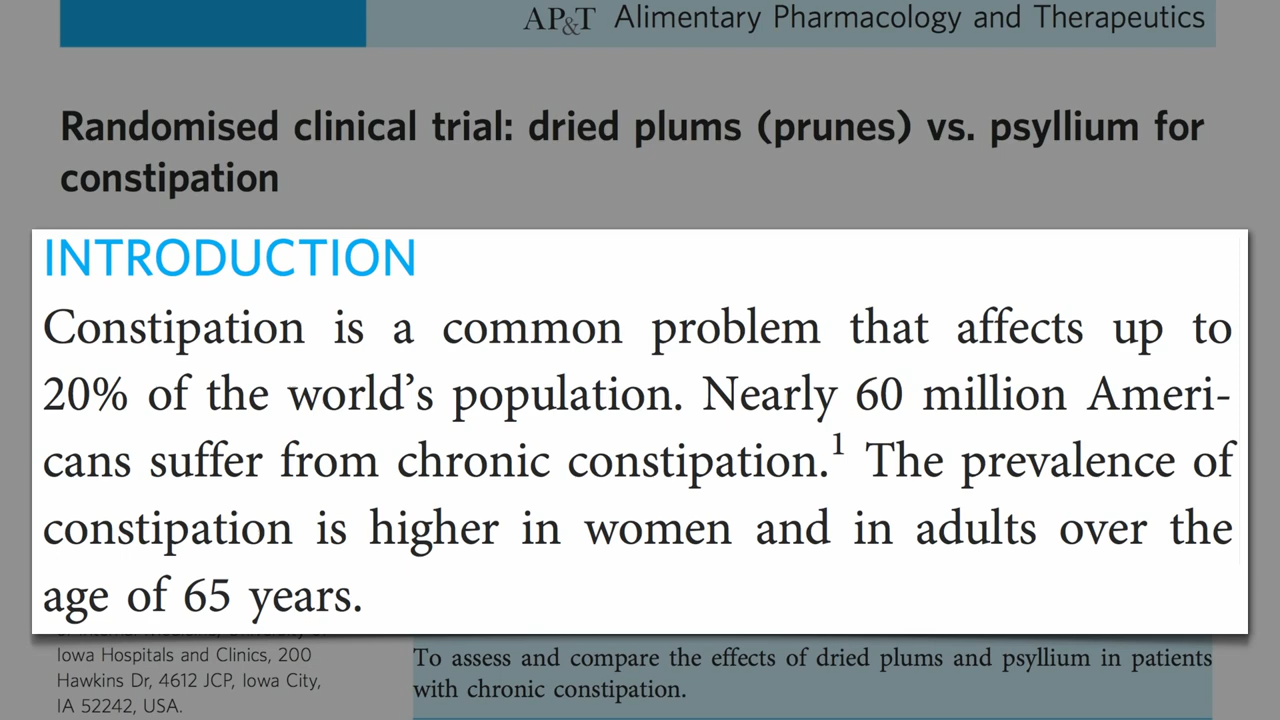 AP&T Alimentary Pharmacology and Therapeutics
Randomised clinical trial: dried plums (prunes) vs. psyllium for
constipation
INTRODUCTION
Constipation is a common problem that affects up to
20% of the world’s population. Nearly 60 million Ameri-
cans suffer from chronic constipation.1 The prevalence of
constipation is higher in women and in adults over the
age of 65 years.
Iowa Hospitals and Clinics, 200
Hawkins Dr, 4612 JCP, Iowa City,
IA 52242, USA.
To assess and compare the effects of dried plums and psyllium in patients
with chronic constipation.